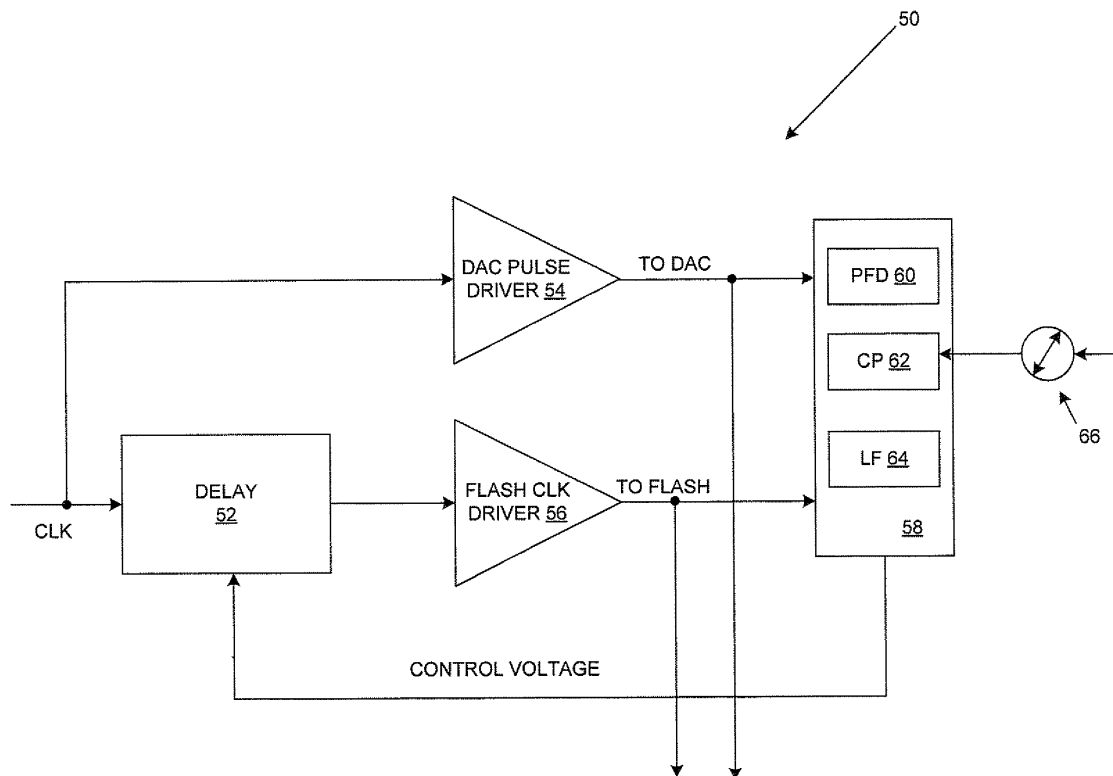 50
DAC PULSE
DRIVER 54
TO DAC
PFD 60
CP 62
66
LF 64
DELAY
52
FLASH CLK
DRIVER 56
TO FLASH
CLK
58
CONTROL VOLTAGE